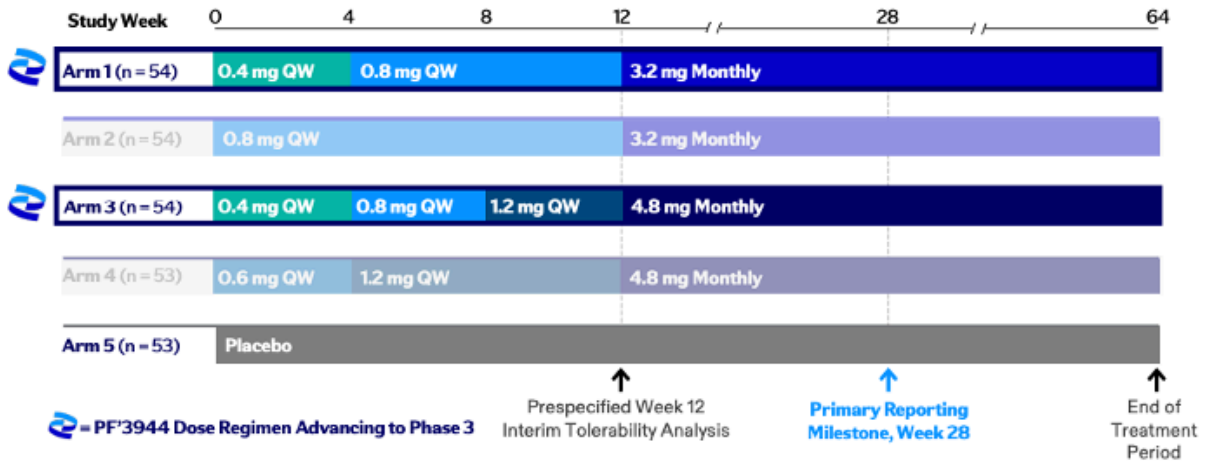 Study Week 0 4 8 12 28 64
Arm 1 (n = 54) 0.4 mg QW 0.8 mg QW 3.2 mg Monthly
Arm 2 (n = 54) 0.8 mg QW 3.2 mg Monthly
Arm 3 (n = 54) 0.4 mg QW 0.8 mg QW 1.2 mg QW 4.8 mg Monthly
Arm 4 (n = 53) 0.6 mg QW 1.2 mg QW 4.8 mg Monthly
Arm 5 (n = 53) Placebo
= PF'3944 Dose Regimen Advancing to Phase 3
Prespecified Week 12
Interim Tolerability Analysis
Primary Reporting
Milestone, Week 28
End of
Treatment
Period